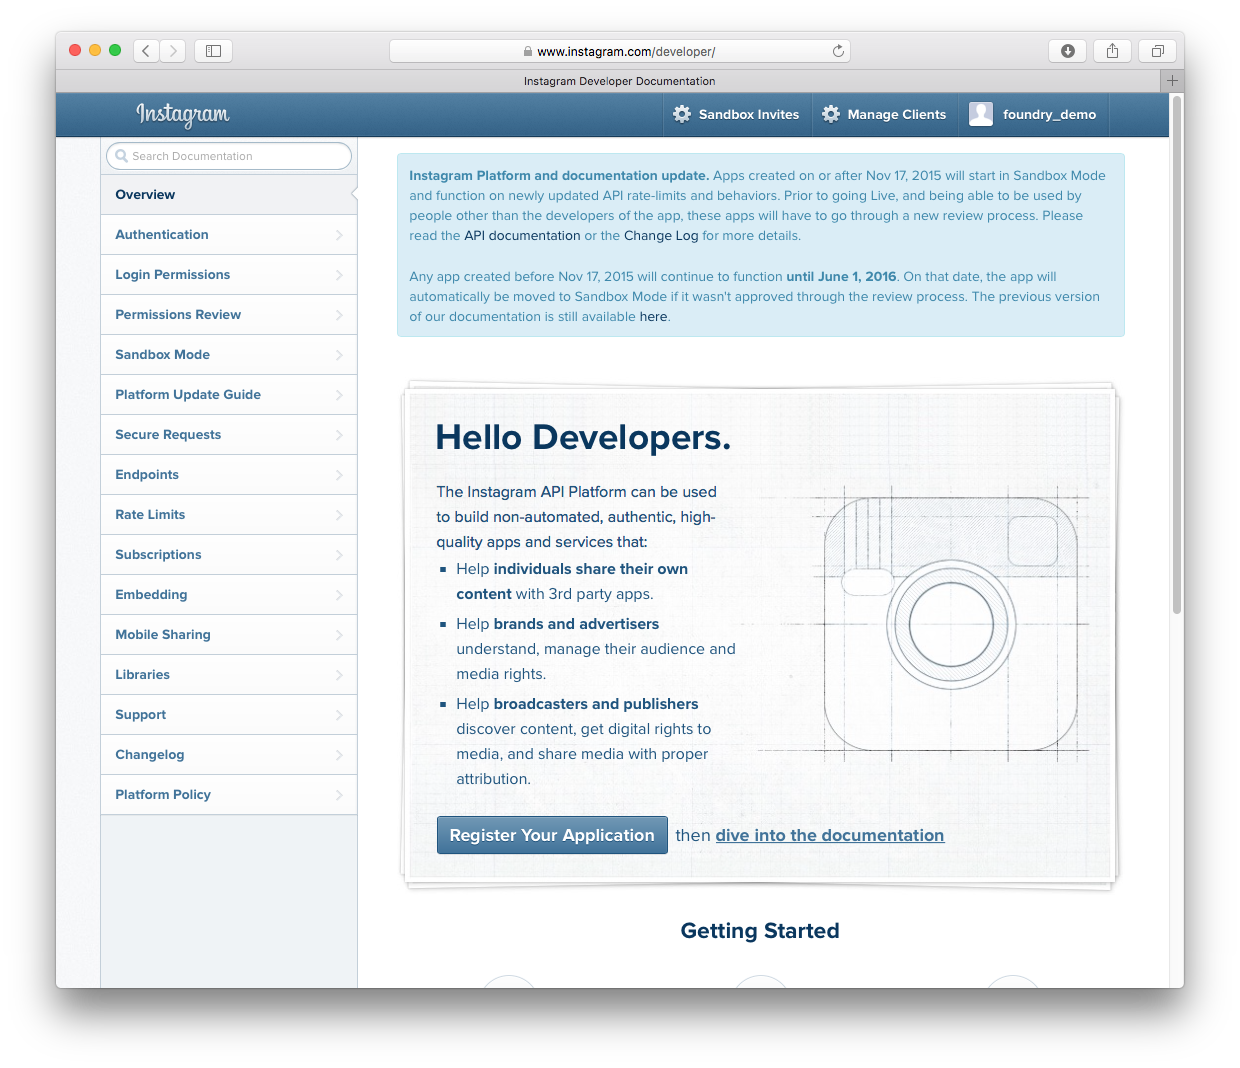 www.instagram.com/developer/
Instagram Developer Documentation
Instagram
Sandbox Invites
Manage Clients
foundry_demo
Search Documentation
Overview
Authentication
Login Permissions
Permissions Review
Sandbox Mode
Platform Update Guide
Secure Requests
Endpoints
Rate Limits
Subscriptions
Embedding
Mobile Sharing
Libraries
Support
Changelog
Platform Policy
Instagram Platform and documentation update. Apps created on or after Nov 17, 2015 will start in Sandbox Mode
and function on newly updated API rate-limits and behaviors. Prior to going Live, and being able to be used by
people other than the developers of the app, these apps will have to go through a new review process. Please
read the API documentation or the Change Log for more details.
Any app created before Nov 17, 2015 will continue to function until June 1, 2016. On that date, the app will
automatically be moved to Sandbox Mode if it wasn't approved through the review process. The previous version
of our documentation is still available here.
Hello Developers.
The Instagram API Platform can be used
to build non-automated, authentic, high-
quality apps and services that:
Help individuals share their own
content with 3rd party apps.
Help brands and advertisers
understand, manage their audience and
media rights.
Help broadcasters and publishers
discover content, get digital rights to
media, and share media with proper
attribution.
Register Your Application then dive into the documentation
Getting Started